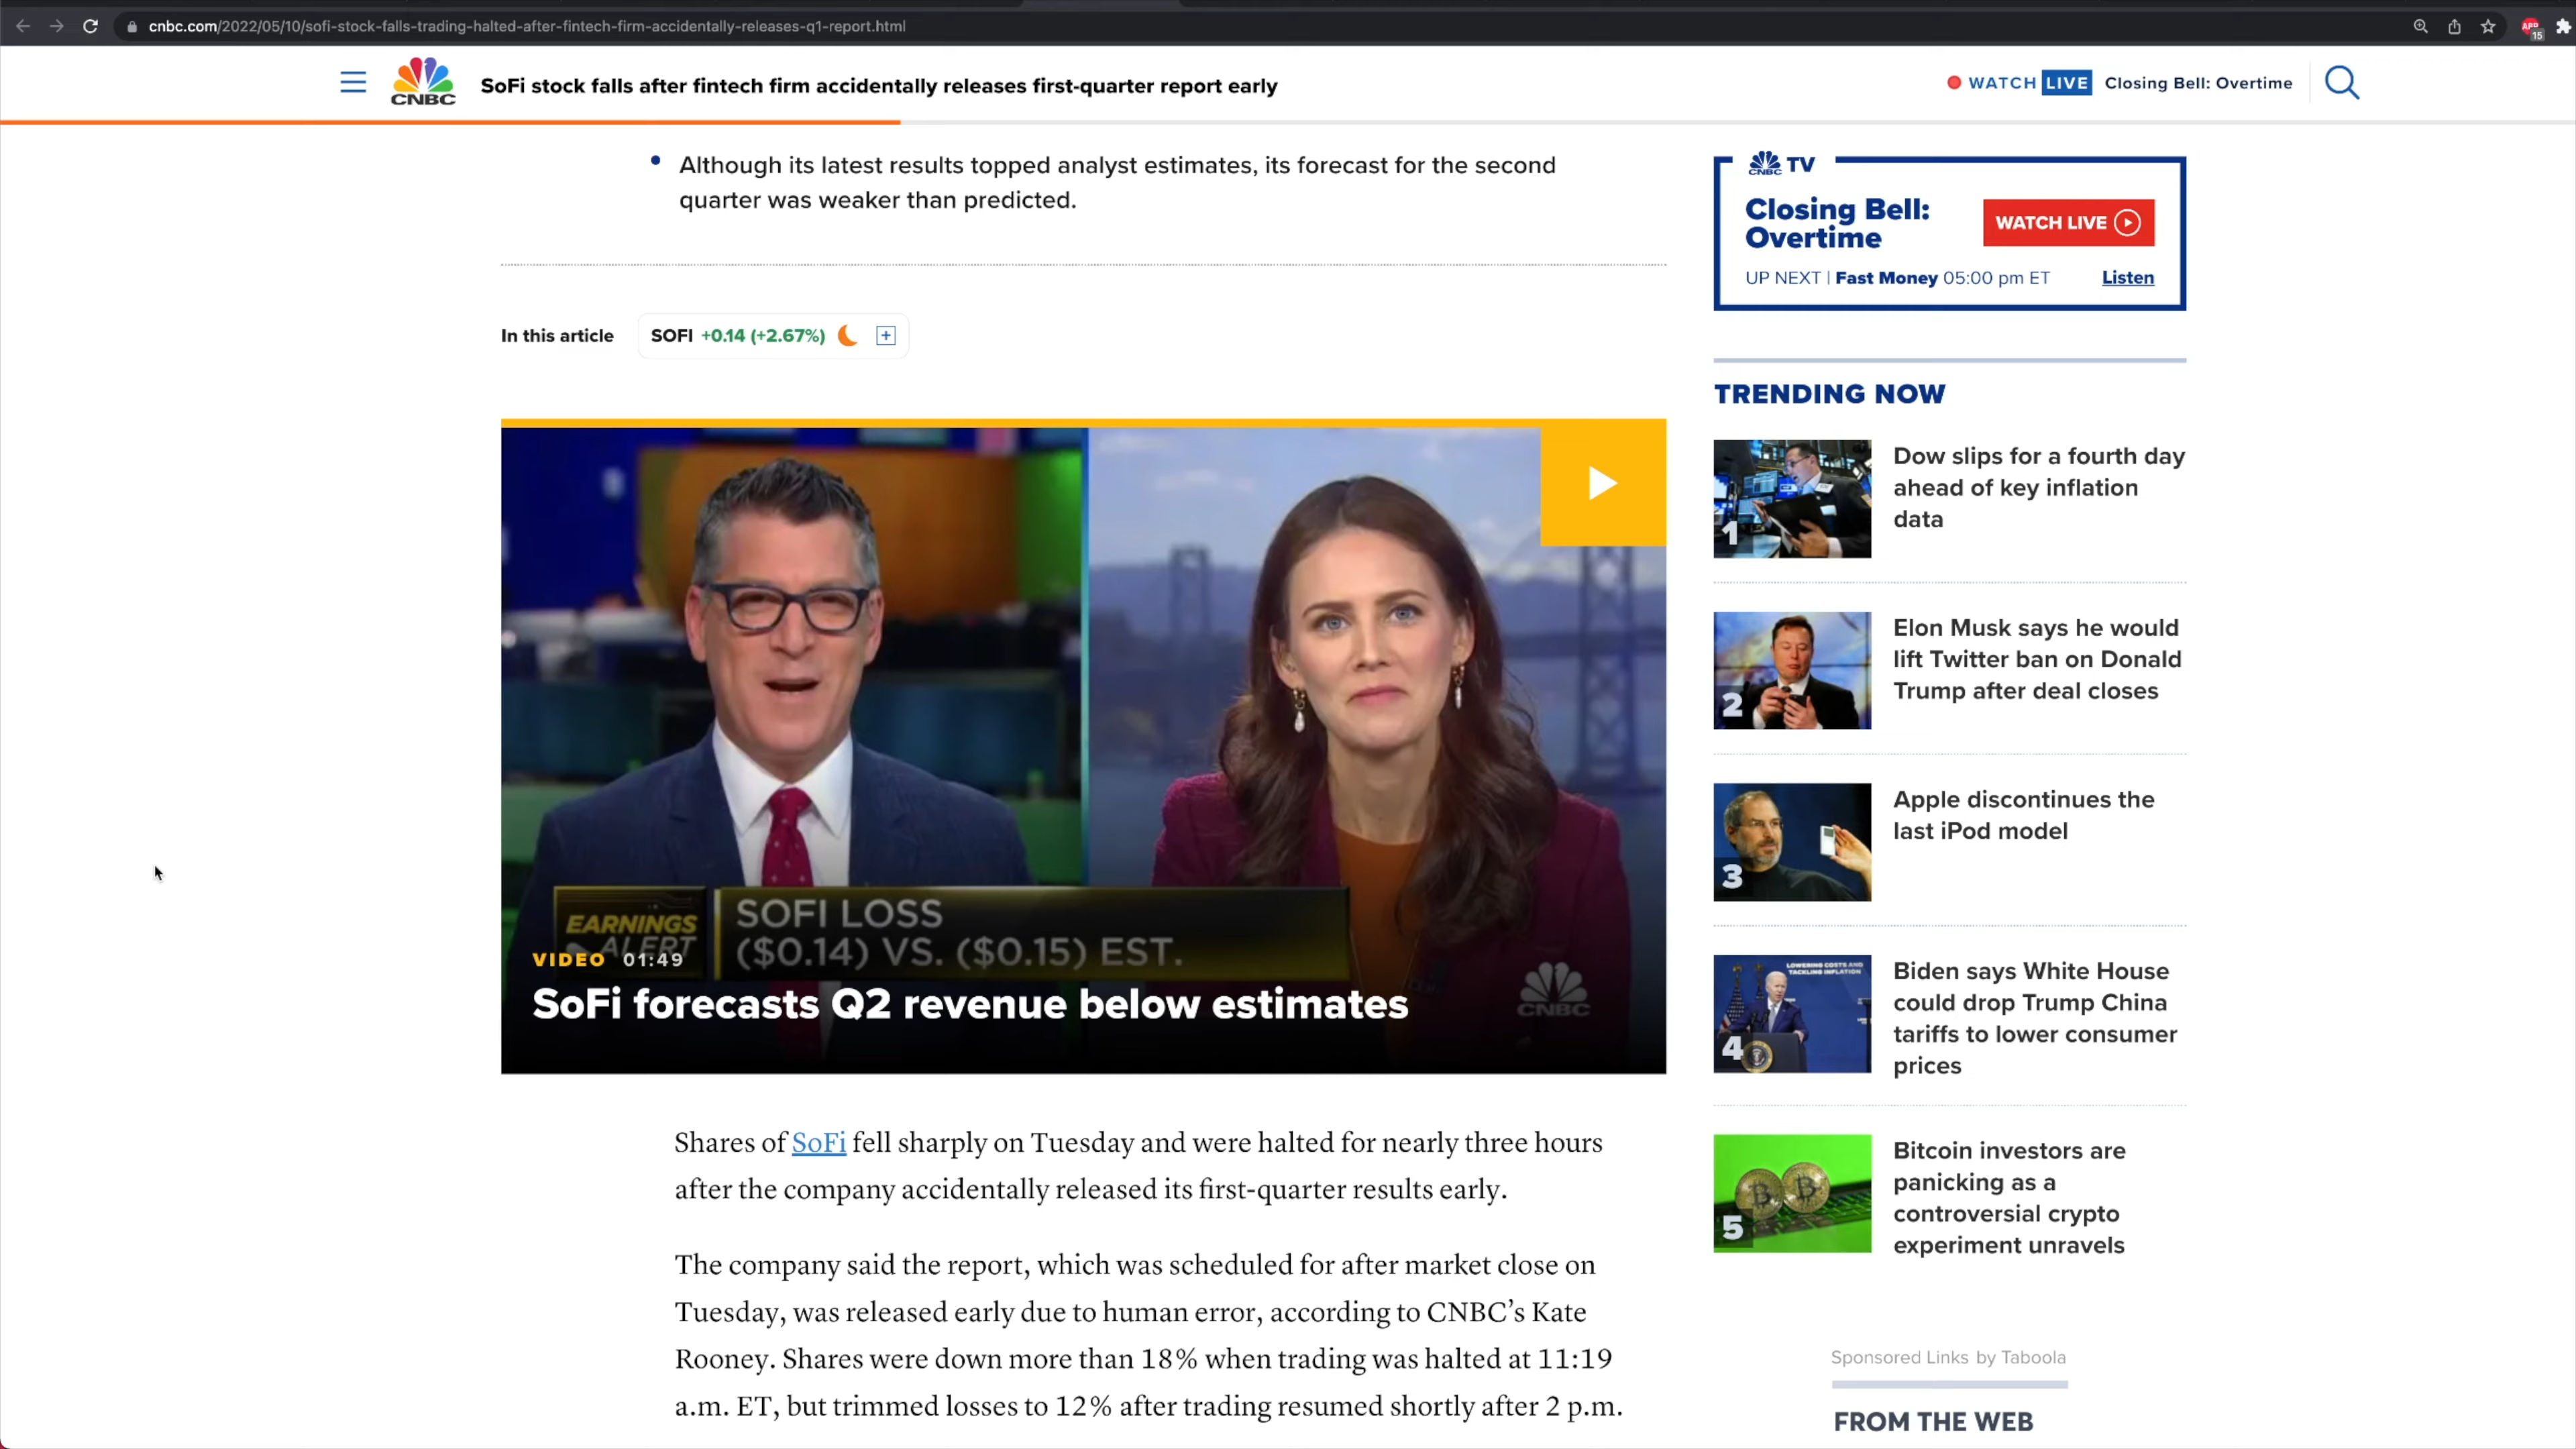 cnbc.com/2022/05/10/sofi-stock-falls-trading-halted-after-fintech-firm-accidentally-releases-q1-report.html
ABP
15
CNBC
SoFi stock falls after fintech firm accidentally releases first-quarter report early
WATCH LIVE Closing Bell: Overtime
Although its latest results topped analyst estimates, its forecast for the second
quarter was weaker than predicted.
In this article
SOFI +0.14 (+2.67%)
EARNINGS
ALERT
SOFI LOSS
($0.14) VS. ($0.15) EST.
VIDEO 01:49
SoFi forecasts Q2 revenue below estimates
CNBC
Shares of SoFi fell sharply on Tuesday and were halted for nearly three hours
after the company accidentally released its first-quarter results early.
The company said the report, which was scheduled for after market close on
Tuesday, was released early due to human error, according to CNBC’s Kate
Rooney. Shares were down more than 18% when trading was halted at 11:19
a.m. ET, but trimmed losses to 12% after trading resumed shortly after 2 p.m.
CNBC TV
Closing Bell:
Overtime
WATCH LIVE
UP NEXT | Fast Money 05:00 pm ET
Listen
TRENDING NOW
1
Dow slips for a fourth day
ahead of key inflation
data
2
Elon Musk says he would
lift Twitter ban on Donald
Trump after deal closes
3
Apple discontinues the
last iPod model
LOWERING COSTS AND
TACKLING INFLATION
4
Biden says White House
could drop Trump China
tariffs to lower consumer
prices
5
Bitcoin investors are
panicking as a
controversial crypto
experiment unravels
Sponsored Links by Taboola
FROM THE WEB